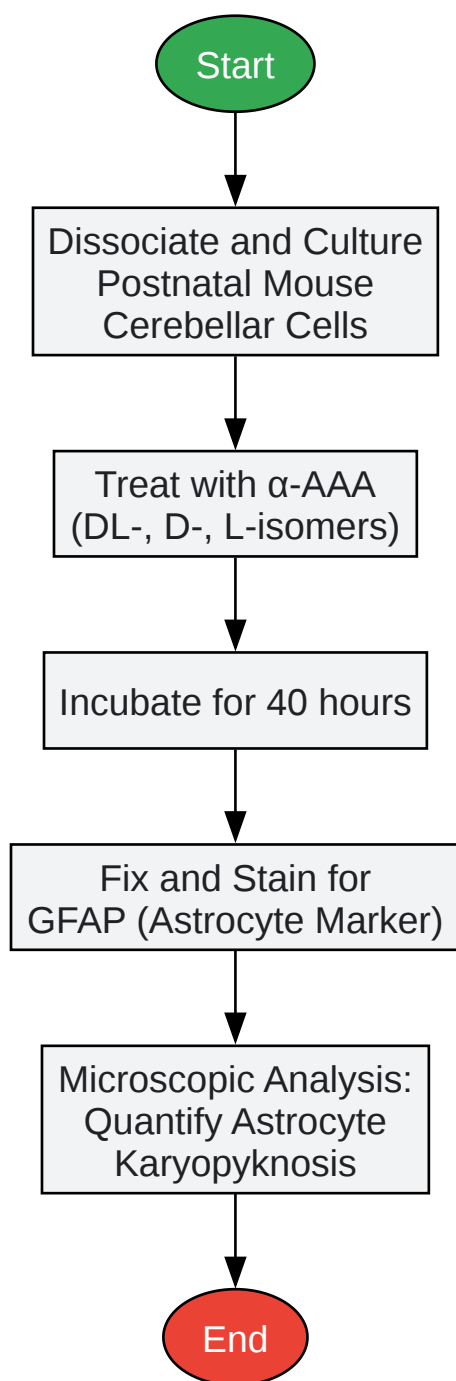 Start
Dissociate and Culture
Postnatal Mouse
Cerebellar Cells
Treat with α-AAA
(DL-, D-, L-isomers)
Incubate for 40 hours
Fix and Stain for
GFAP (Astrocyte Marker)
Microscopic Analysis:
Quantify Astrocyte
Karyopyknosis
End